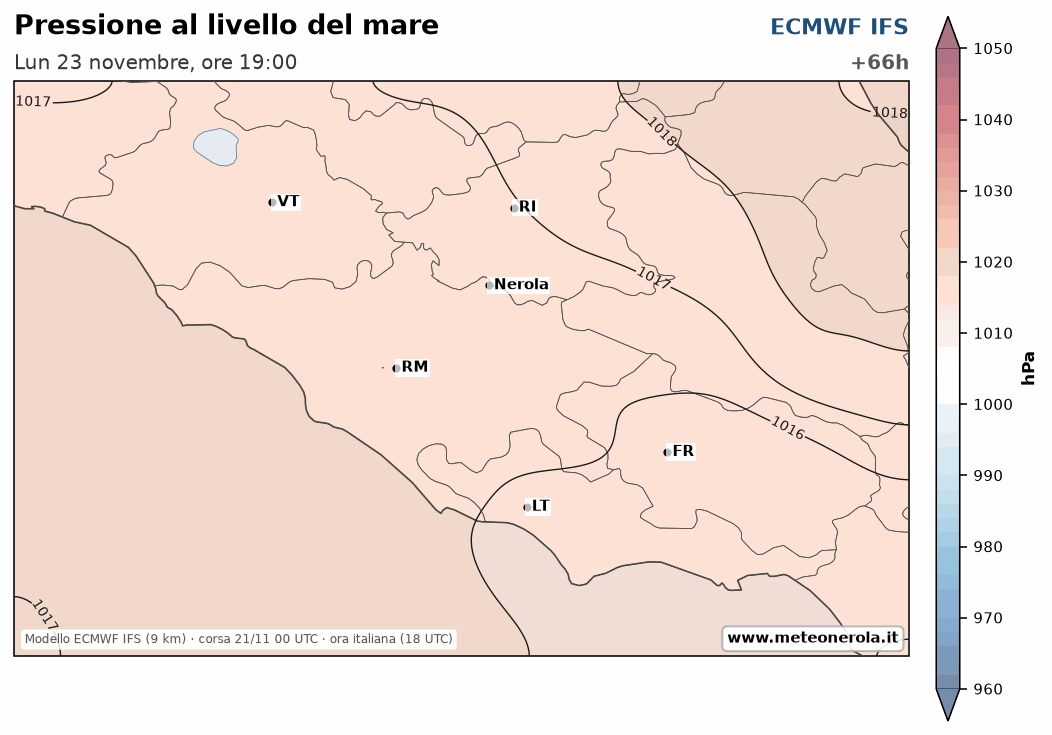 Pressione al livello del mare
ECMWF IFS
Lun 23 novembre, ore 19:00
+66h
1017
1018
1018
VT
RI
Nerola
1017
RM
1016
FR
LT
1017
Modello ECMWF IFS (9 km) · corsa 21/11 00 UTC · ora italiana (18 UTC)
www.meteonerola.it
1050
1040
1030
1020
1010
1000
990
980
970
960
hPa